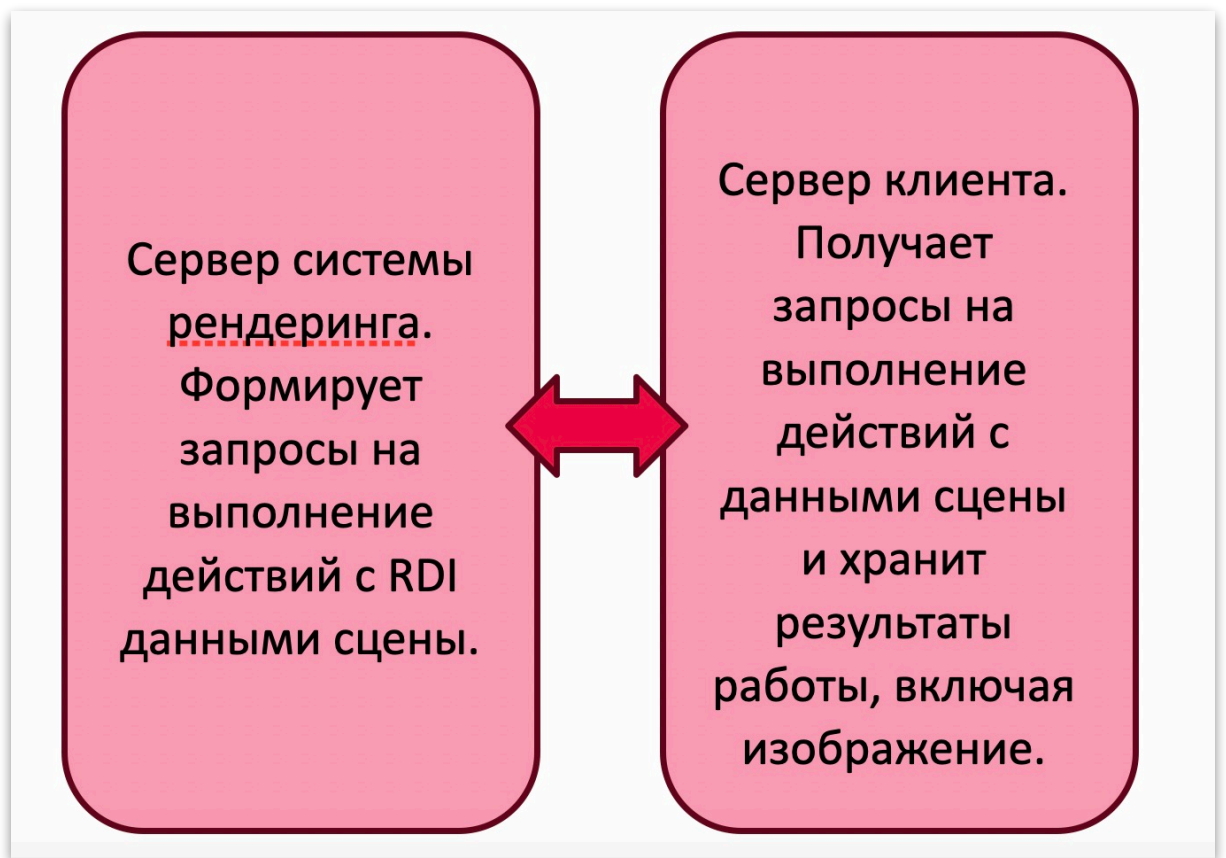 Сервер системы
рендеринга.
Формирует
запросы на
выполнение
действий с RDI
данными сцены.
Сервер клиента.
Получает
запросы на
выполнение
действий с
данными сцены
и хранит
результаты
работы, включая
изображение.